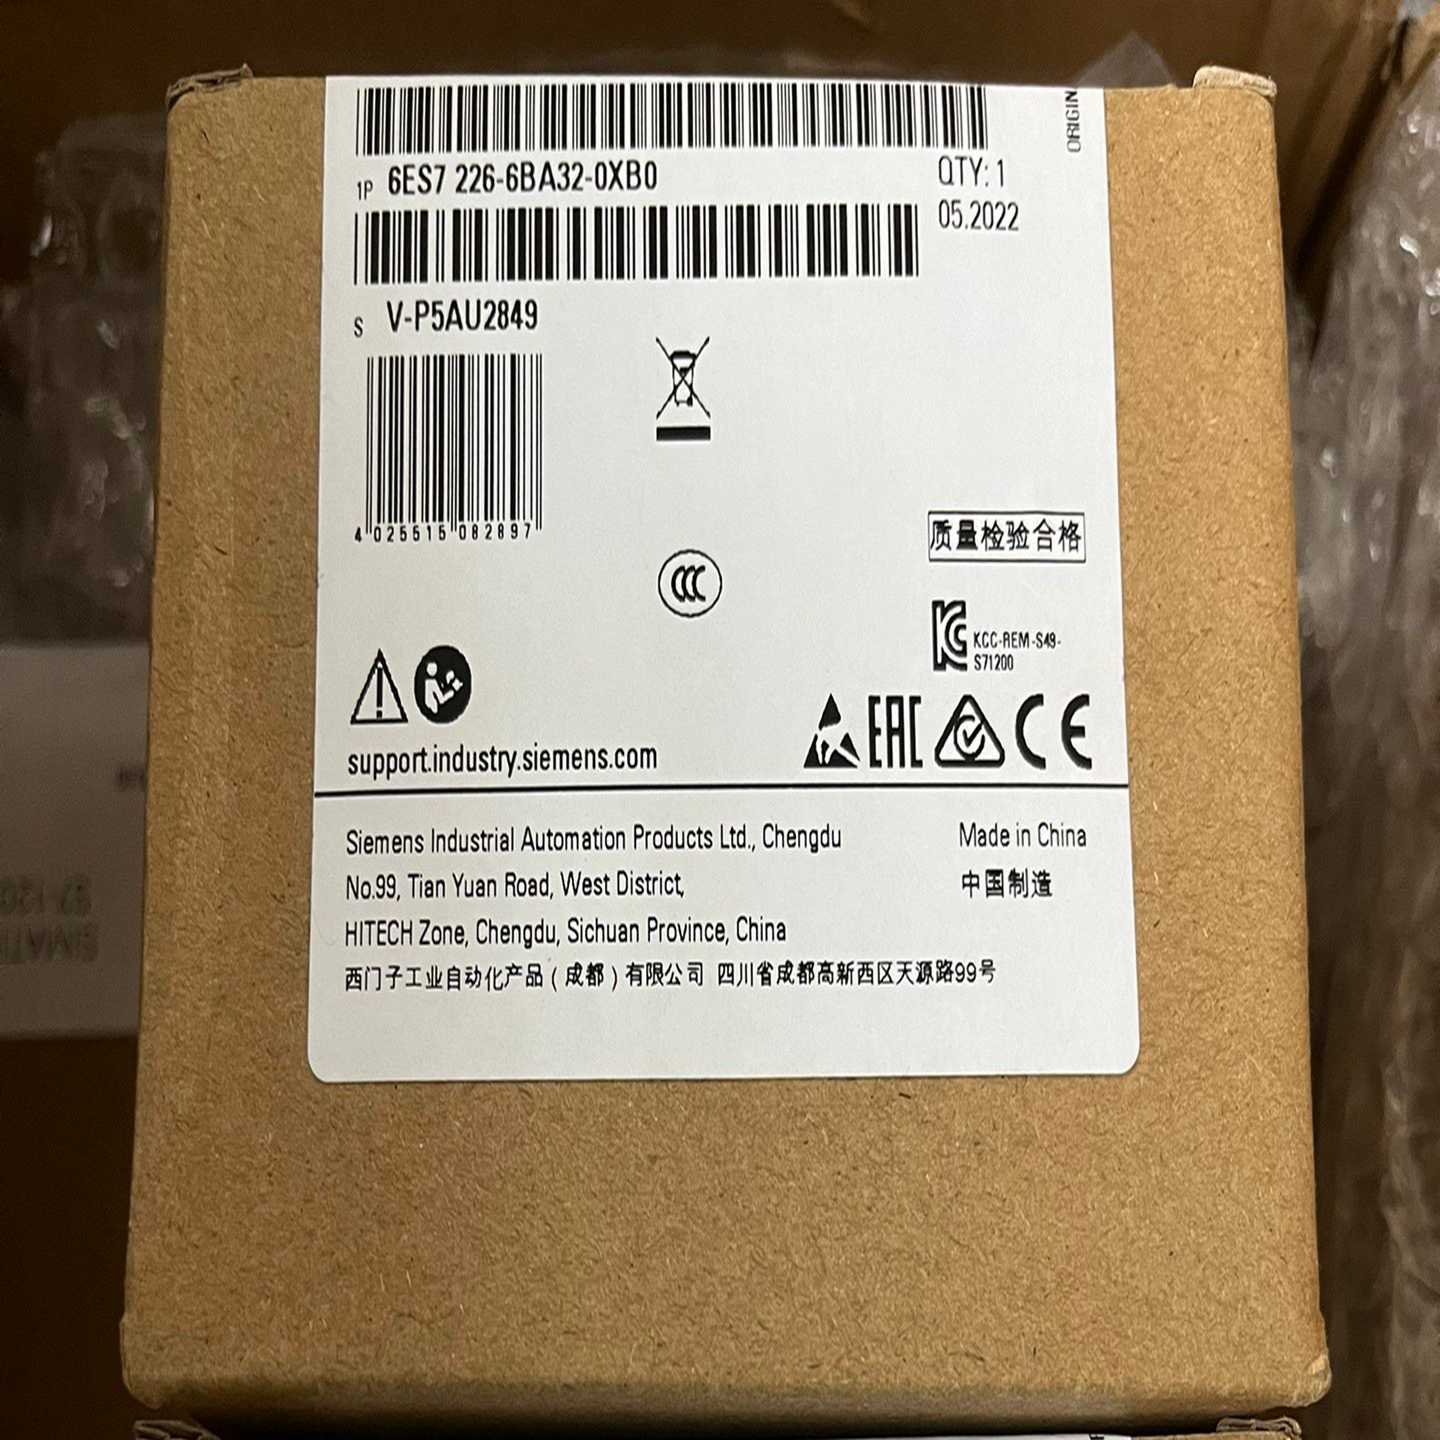 ORIGIN
1P 6ES7 226-6BA32-0XB0
QTY: 1
05.2022
S V-P5AU2849
4 025515 082897
CCC
质量检验合格
KCC-REM-S49-
S71200
EAC
CE
support.industry.siemens.com
Siemens Industrial Automation Products Ltd., Chengdu
Made in China
No.99, Tian Yuan Road, West District,
中国制造
HITECH Zone, Chengdu, Sichuan Province, China
西门子工业自动化产品(成都)有限公司 四川省成都高新西区天源路99号